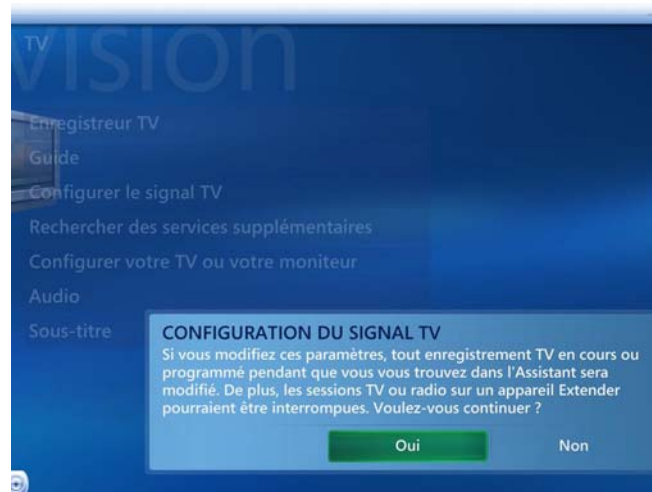 TV
vision
Enregistreur TV
Guide
Configurer le signal TV
Rechercher des services supplémentaires
Configurer votre TV ou votre moniteur
Audio
Sous-titre
CONFIGURATION DU SIGNAL TV
Si vous modifiez ces paramètres, tout enregistrement TV en cours ou
programmé pendant que vous vous trouvez dans l'Assistant sera
modifié. De plus, les sessions TV ou radio sur un appareil Extender
pourraient être interrompues. Voulez-vous continuer ?
Oui Non